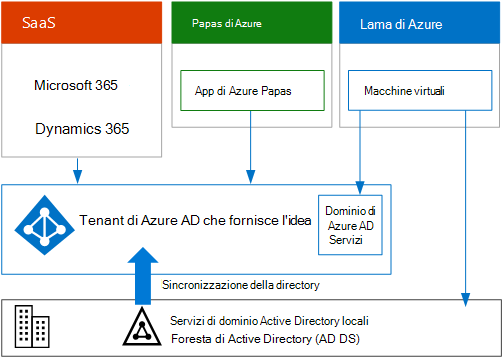 SaaS
Microsoft 365
Dynamics 365
Papas di Azure
App di Azure Papas
Lama di Azure
Macchine virtuali
Tenant di Azure AD che fornisce l'idea
Dominio di
Azure AD
Servizi
Sincronizzazione della directory
Servizi di dominio Active Directory locali
Foresta di Active Directory (AD DS)